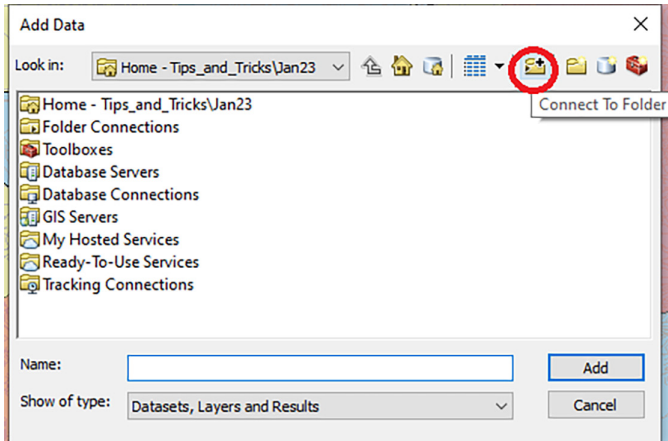 Add Data
Look in:
Home - Tips_and_Tricks\Jan23
Connect To Folder
Home - Tips_and_Tricks\Jan23
Folder Connections
Toolboxes
Database Servers
Database Connections
GIS Servers
My Hosted Services
Ready-To-Use Services
Tracking Connections
Name:
Add
Show of type:
Datasets, Layers and Results
Cancel